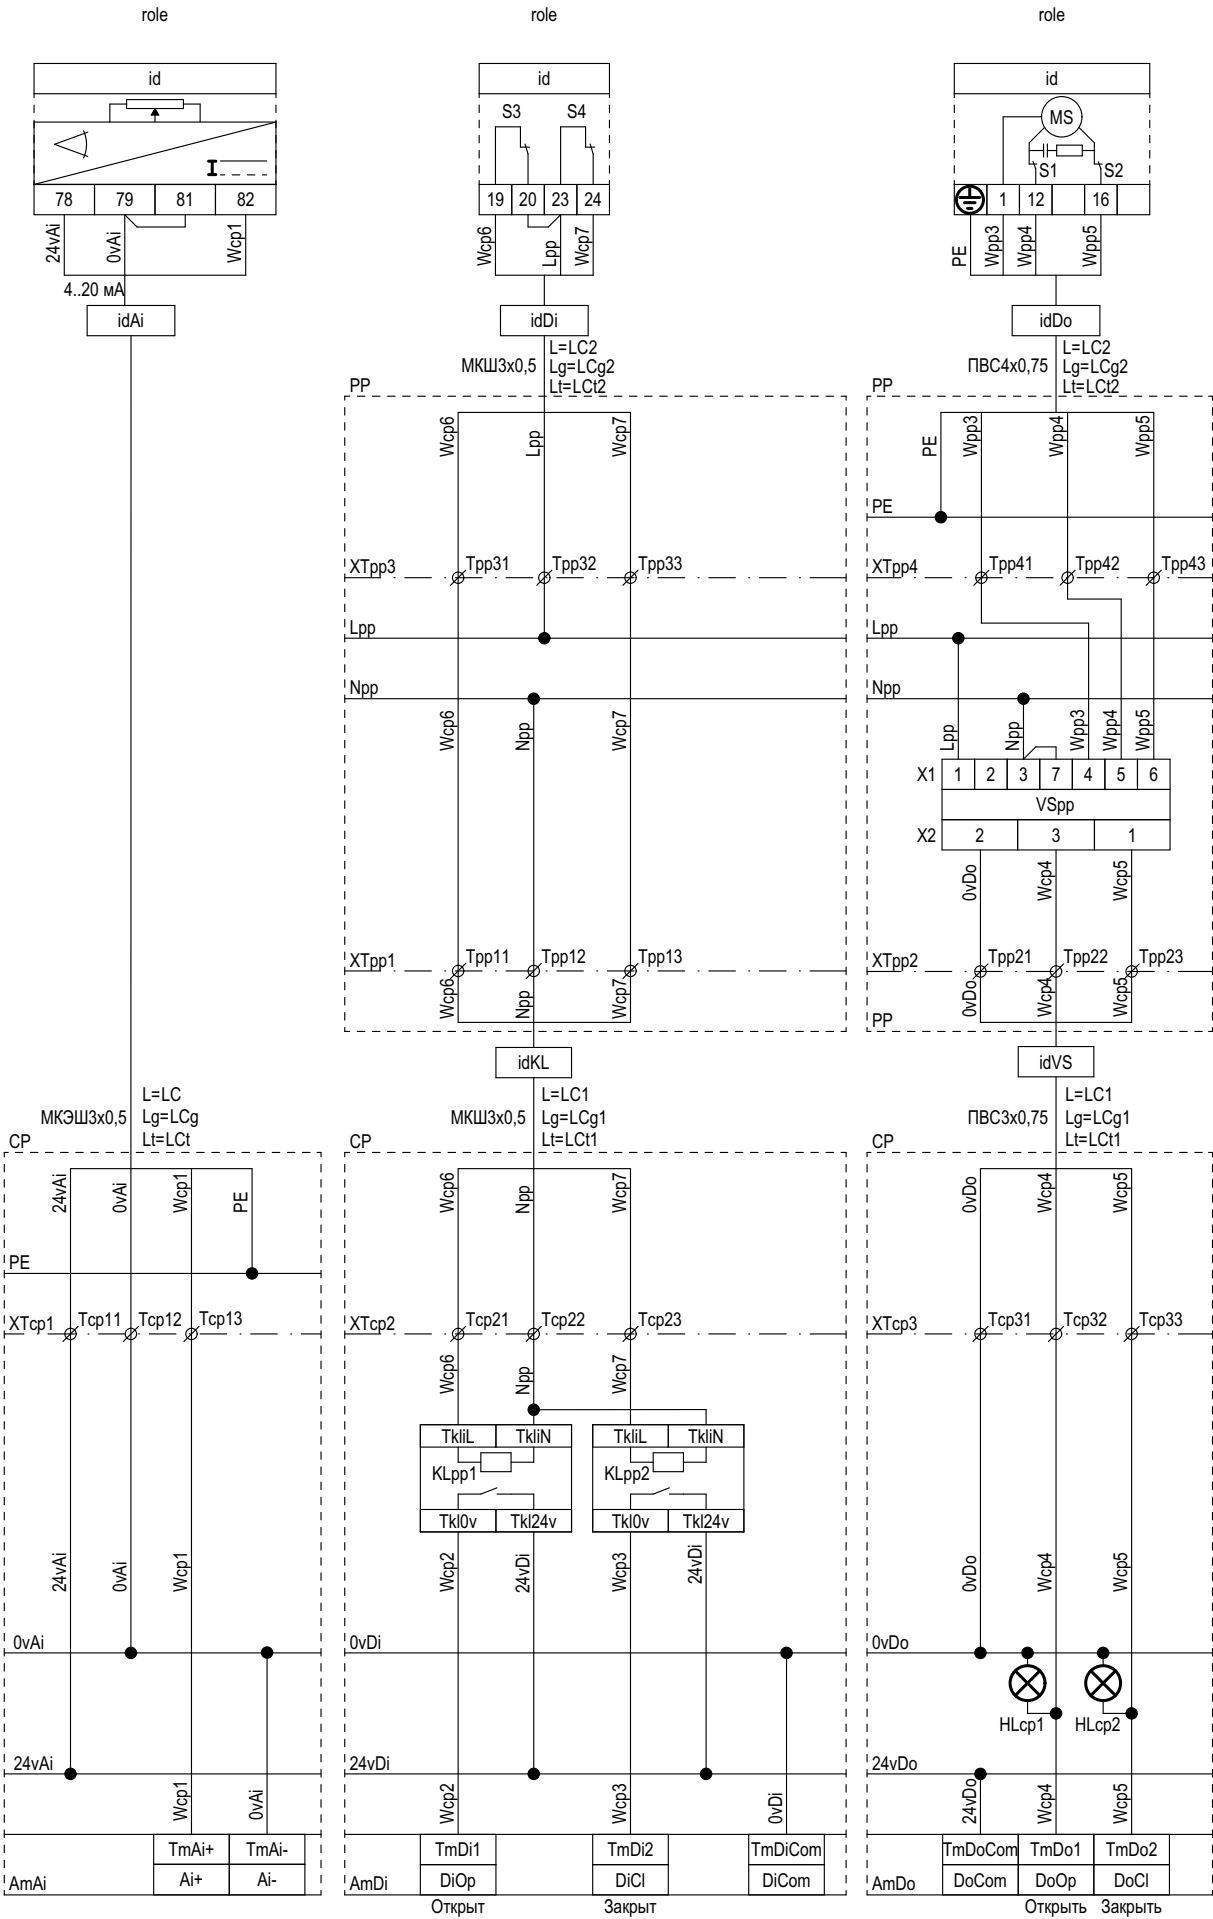 role role role
id id id
S3 S4 MS
S1 S2
78 79 81 82 19 20 23 24 1 12 16
24vAi 0vAi Wcp1 Wcp6 Lpp Wcp7 PE Wpp3 Wpp4 Wpp5
4..20 мА
idAi idDi idDo
L=LC2 L=LC2
МКШ3х0,5 Lg=LCg2 ПВС4х0,75 Lg=LCg2
PP Lt=LCt2 PP Lt=LCt2
Wcp6 Lpp Wcp7 PE Wpp3 Wpp4 Wpp5
PE
XTpp3 Tpp31 Tpp32 Tpp33 XTpp4 Tpp41 Tpp42 Tpp43
Lpp Lpp
Npp Npp
Wcp6 Npp Wcp7 Lpp Npp Wpp3 Wpp4 Wpp5
X1 1 2 3 7 4 5 6
VSpp
X2 2 3 1
0vDo Wcp4 Wcp5
XTpp1 Tpp11 Tpp12 Tpp13 XTpp2 Tpp21 Tpp22 Tpp23
Wcp6 Npp Wcp7 0vDo Wcp4 Wcp5
PP
idKL idVS
L=LC L=LC1 L=LC1
МКЭШ3х0,5 Lg=LCg МКШ3х0,5 Lg=LCg1 ПВС3х0,75 Lg=LCg1
CP Lt=LCt CP Lt=LCt1 CP Lt=LCt1
24vAi 0vAi Wcp1 PE Wcp6 Npp Wcp7 0vDo Wcp4 Wcp5
PE
XTcp1 Tcp11 Tcp12 Tcp13 XTcp2 Tcp21 Tcp22 Tcp23 XTcp3 Tcp31 Tcp32 Tcp33
Wcp6 Npp Wcp7
TkliL TkliN TkliL TkliN
KLpp1 KLpp2
Tkl0v Tkl24v Tkl0v Tkl24v
24vAi 0vAi Wcp1 Wcp2 24vDi Wcp3 24vDi 0vDo Wcp4 Wcp5
0vAi 0vDi 0vDo
HLcp1 HLcp2
24vAi 24vDi 24vDo
Wcp1 0vAi Wcp2 Wcp3 0vDi 24vDo Wcp4 Wcp5
TmAi+ TmAi- TmDi1 TmDi2 TmDiCom TmDoCom TmDo1 TmDo2
AmAi Ai+ Ai- AmDi DiOp DiCl DiCom AmDo DoCom DoOp DoCl
Открыт Закрыт Открыть Закрыть